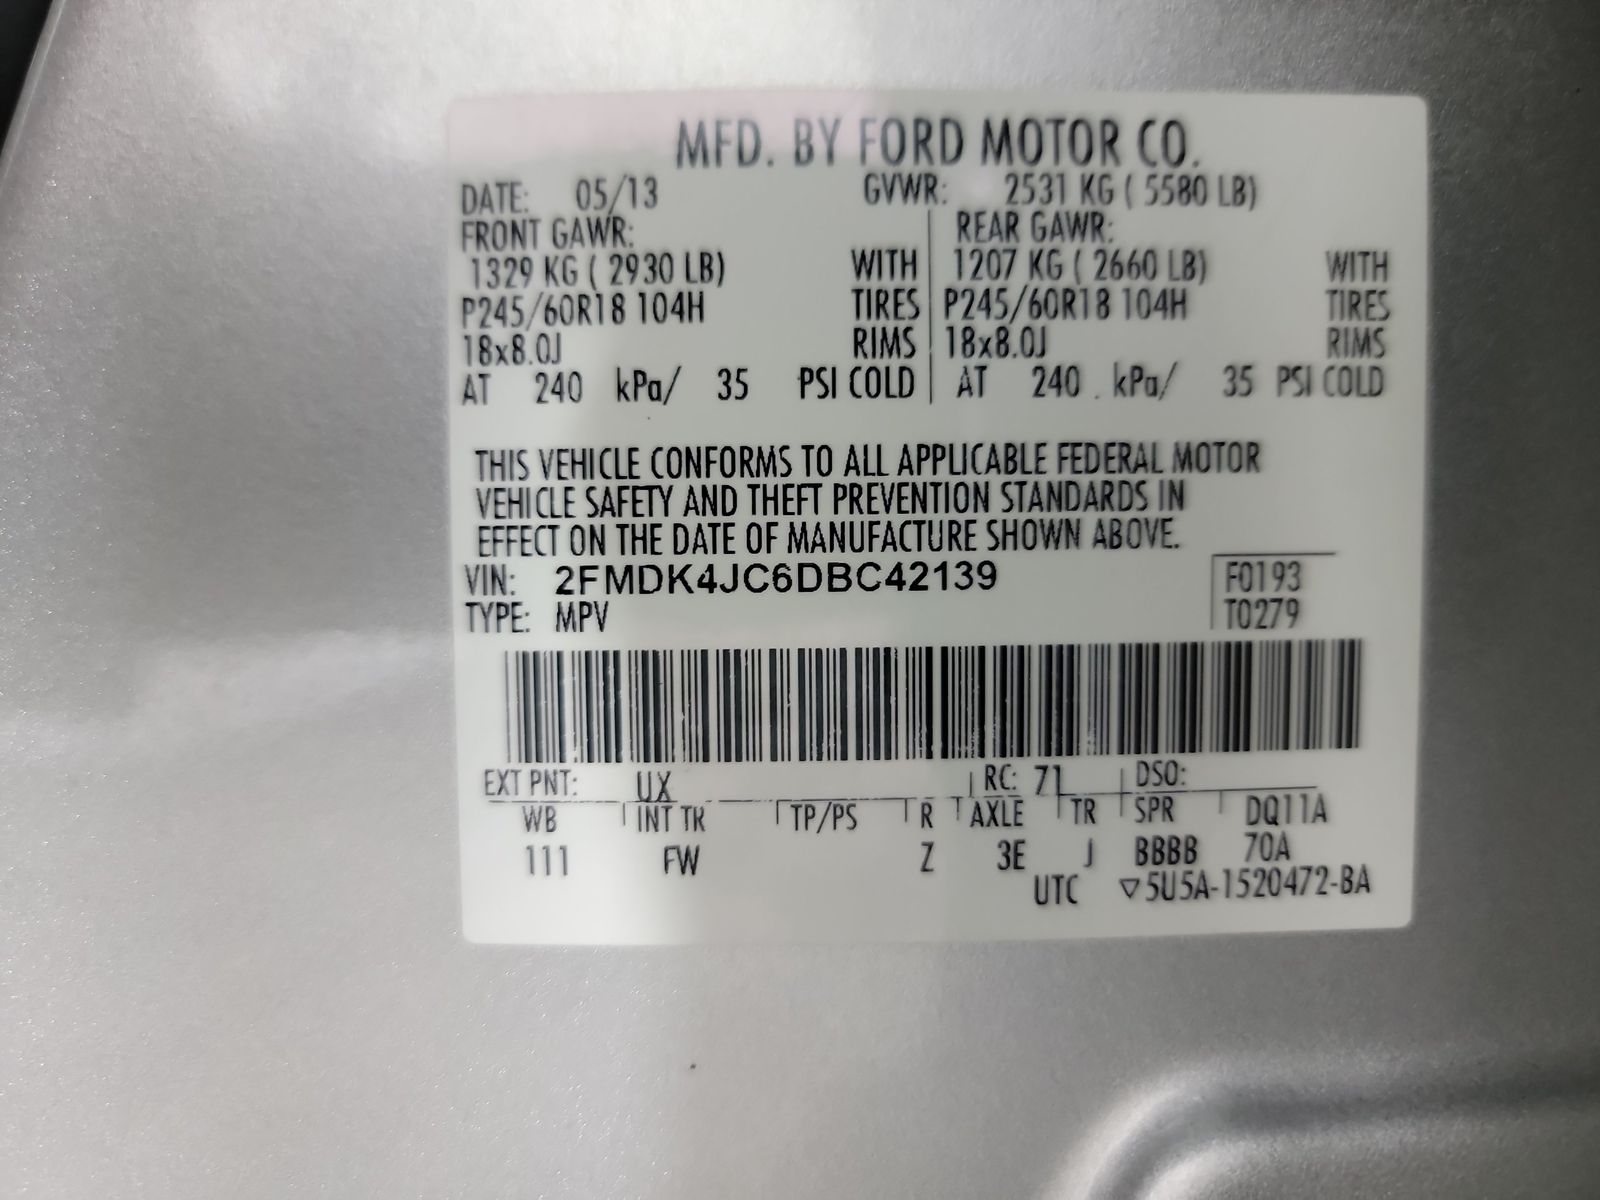 MFD. BY FORD MOTOR CO.
DATE: 05/13 GVWR: 2531 KG ( 5580 LB)
FRONT GAWR: REAR GAWR:
1329 KG ( 2930 LB) WITH 1207 KG ( 2660 LB) WITH
P245/60R18 104H TIRES P245/60R18 104H TIRES
18x8.0J RIMS 18x8.0J RIMS
AT 240 kPa/ 35 PSI COLD AT 240 kPa/ 35 PSI COLD
THIS VEHICLE CONFORMS TO ALL APPLICABLE FEDERAL MOTOR
VEHICLE SAFETY AND THEFT PREVENTION STANDARDS IN
EFFECT ON THE DATE OF MANUFACTURE SHOWN ABOVE.
VIN: 2FMDK4JC6DBC42139 F0193
TYPE: MPV T0279
EXT PNT: UX RC: 71 DSO:
WB INT TR TP/PS R AXLE TR SPR DQ11A
111 FW Z 3E J BBBB 70A
UTC ▽5U5A-1520472-BA